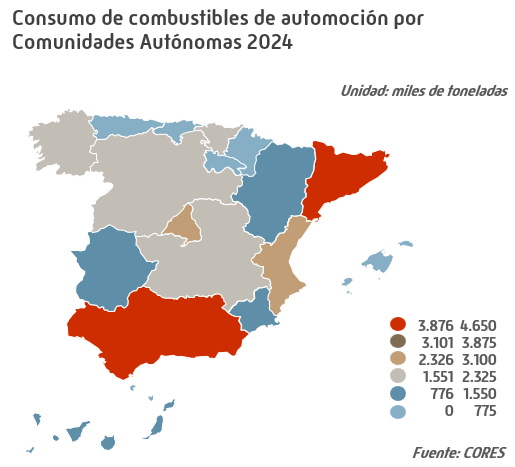 Consumo de combustibles de automoción por
Comunidades Autónomas 2024
Unidad: miles de toneladas
3.876 4.650
3.101 3.875
2.326 3.100
1.551 2.325
776 1.550
0 775
Fuente: CORES